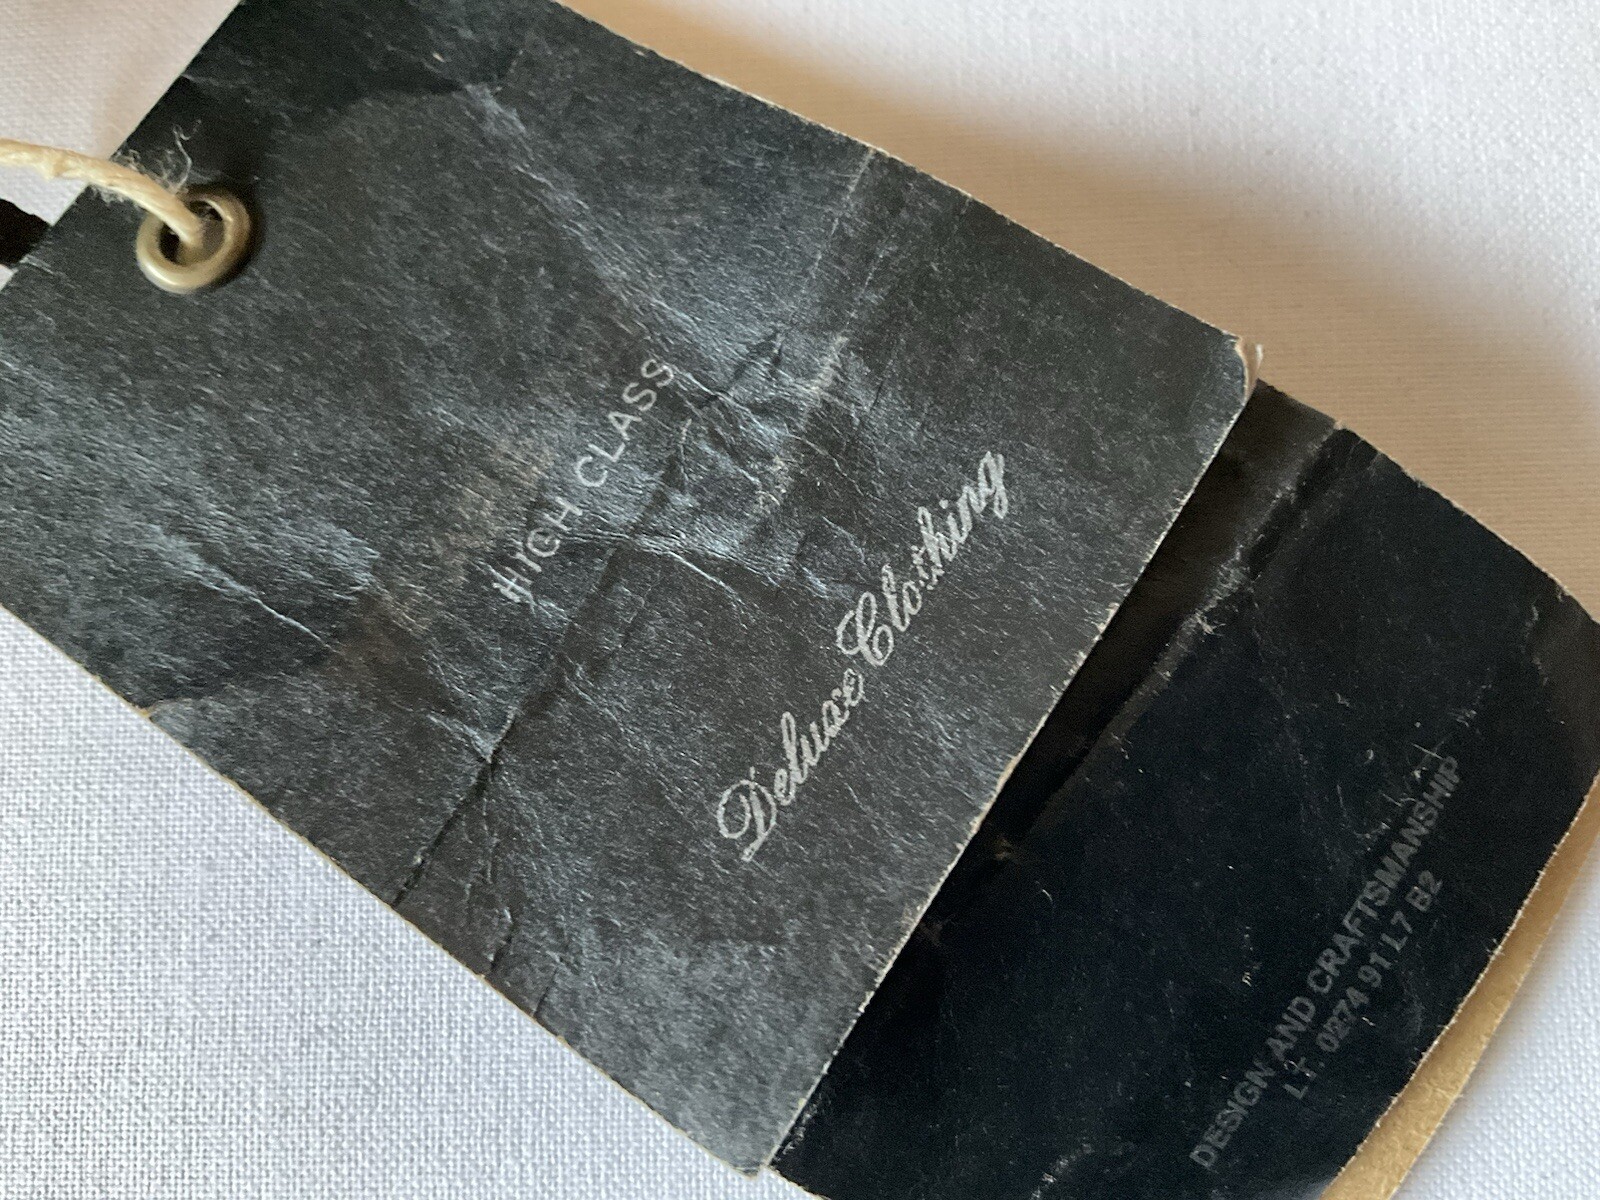 HIGH CLASS
Deluxe Clothing
DESIGN AND CRAFTSMANSHIP
LT. 0274 91 L7 B2